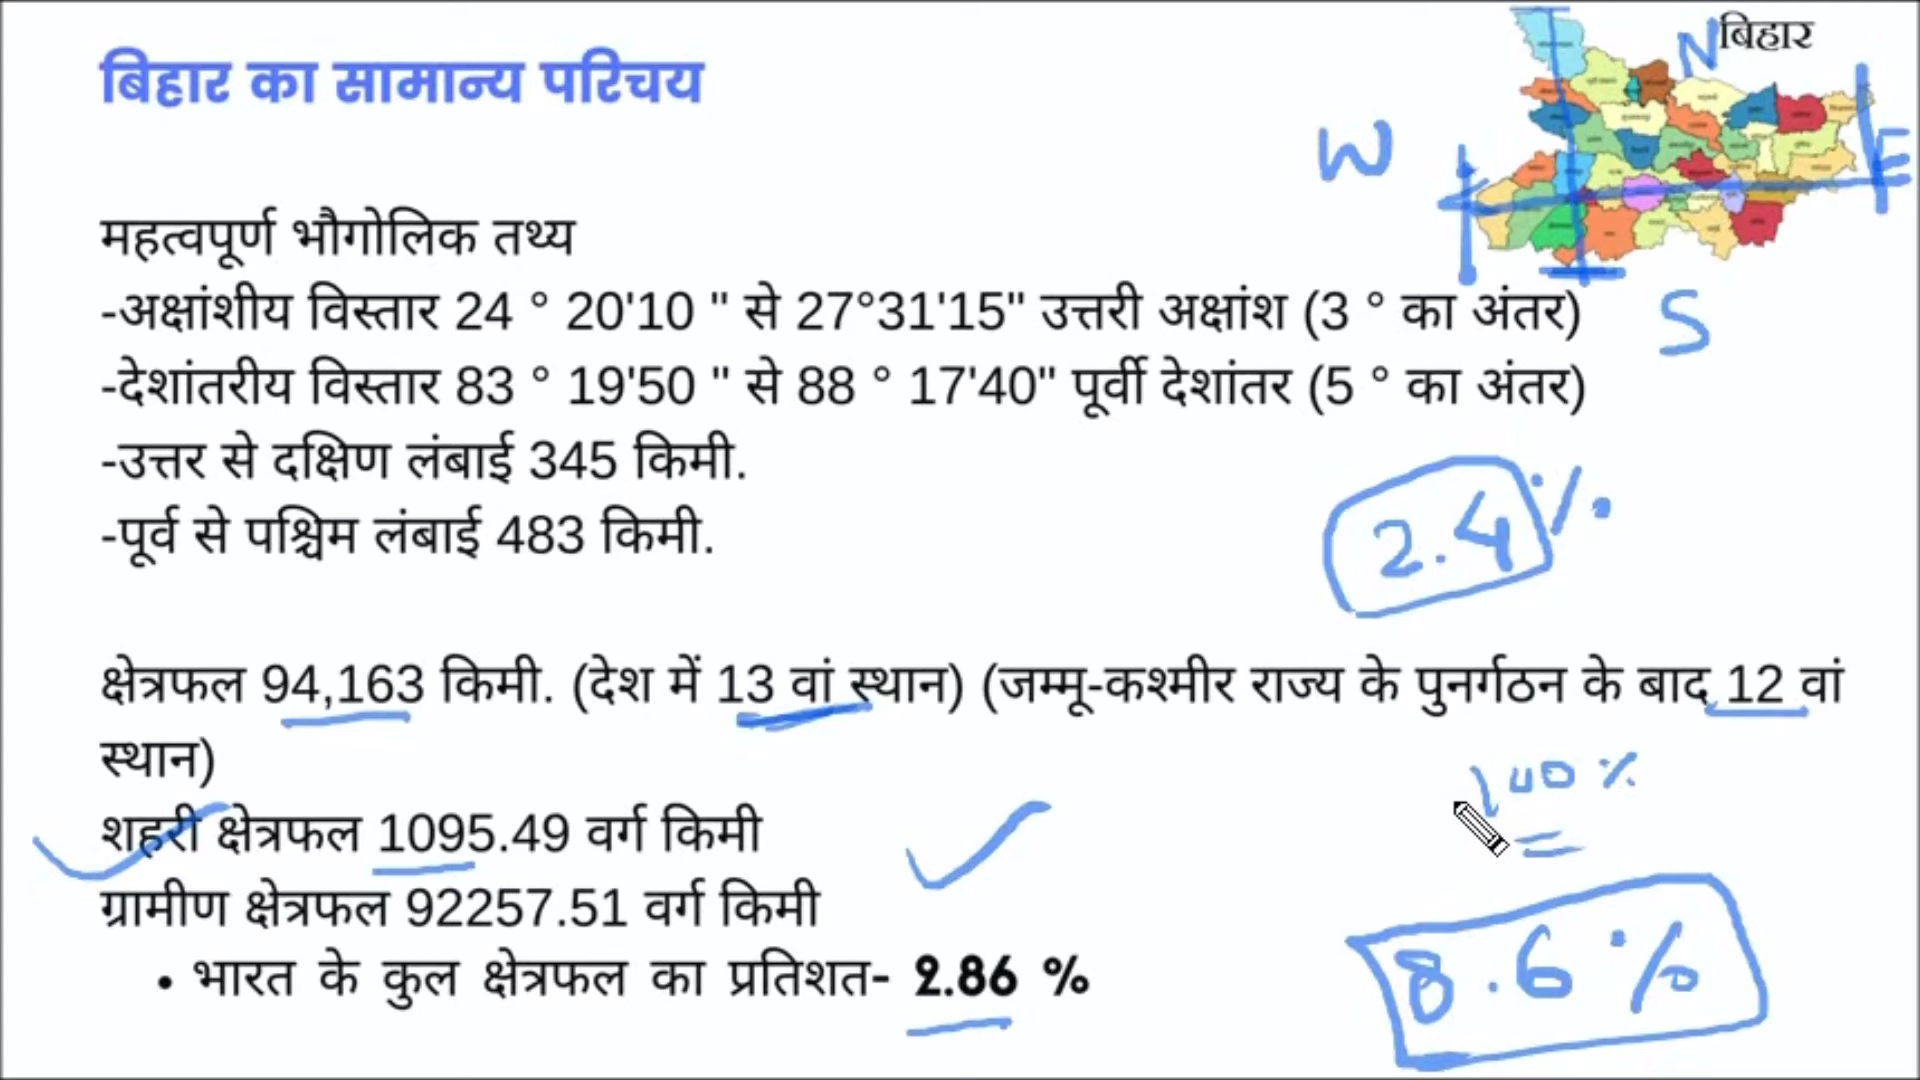 बिहार का सामान्य परिचय
N
बिहार
W
E
महत्वपूर्ण भौगोलिक तथ्य
-अक्षांशीय विस्तार 24 ° 20'10 " से 27°31'15" उत्तरी अक्षांश (3 ° का अंतर)
S
-देशांतरीय विस्तार 83 ° 19'50 " से 88 ° 17'40" पूर्वी देशांतर (5 ° का अंतर)
-उत्तर से दक्षिण लंबाई 345 किमी.
-पूर्व से पश्चिम लंबाई 483 किमी.
2.4 %
क्षेत्रफल 94,163 किमी. (देश में 13 वां स्थान) (जम्मू-कश्मीर राज्य के पुनर्गठन के बाद 12 वां
स्थान)
100 %
शहरी क्षेत्रफल 1095.49 वर्ग किमी
ग्रामीण क्षेत्रफल 92257.51 वर्ग किमी
• भारत के कुल क्षेत्रफल का प्रतिशत- 2.86 %
8.6 %